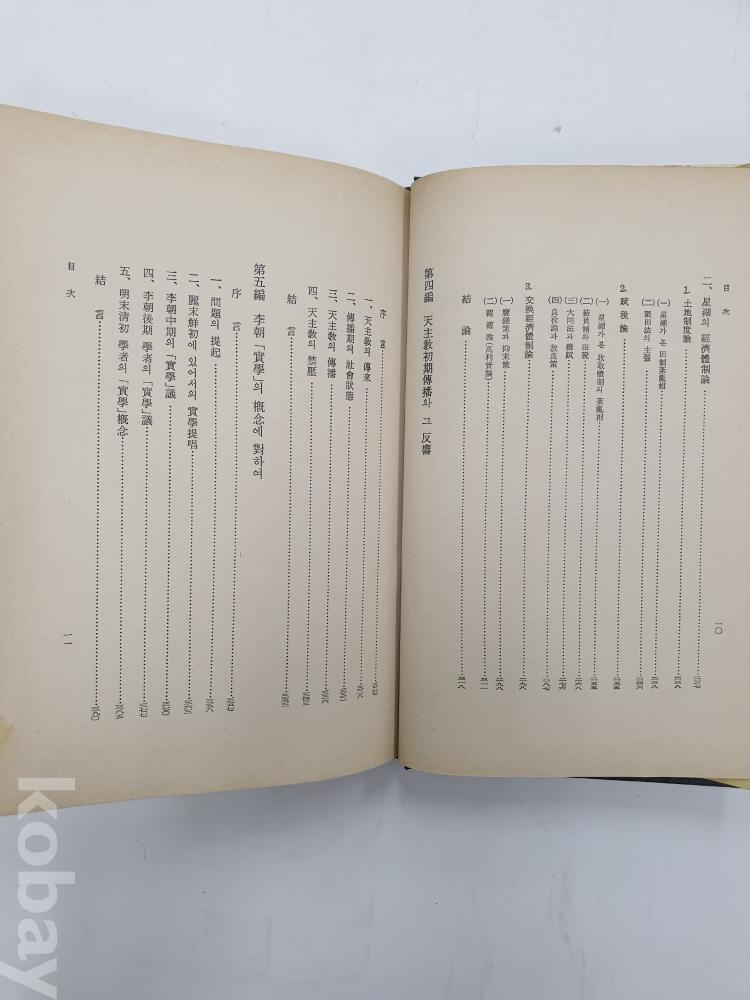 目次
二、星湖의 經濟體制論
1. 土地制度論
㈠ 星湖가 본 田制紊亂相
㈡ 限田法의 主張
2. 賦稅論
㈠ 星湖가 본 收取體制의 紊亂相
㈡ 結負制와 田稅
㈢ 大同法과 雜賦
㈣ 良役論과 放良策
3. 交換經濟體制論
㈠ 廢錢策과 抑末策
㈡ 論(高利貸論)
結論
一〇
第四編 天主敎初期傳播와 그 反響
序言
一、天主敎의 傳來
二、傳播期의 社會狀態
三、天主敎의 傳播
四、天主敎의 禁壓
結言
第五編 李朝「實學」의 槪念에 對하여
序言
一、問題의 提起
二、麗末鮮初에 있어서의 實學提唱
三、李朝中期의「實學」議
四、李朝後期 學者의「實學」議
五、明末淸初 學者의「實學」槪念
結言
目次
一一
kobay